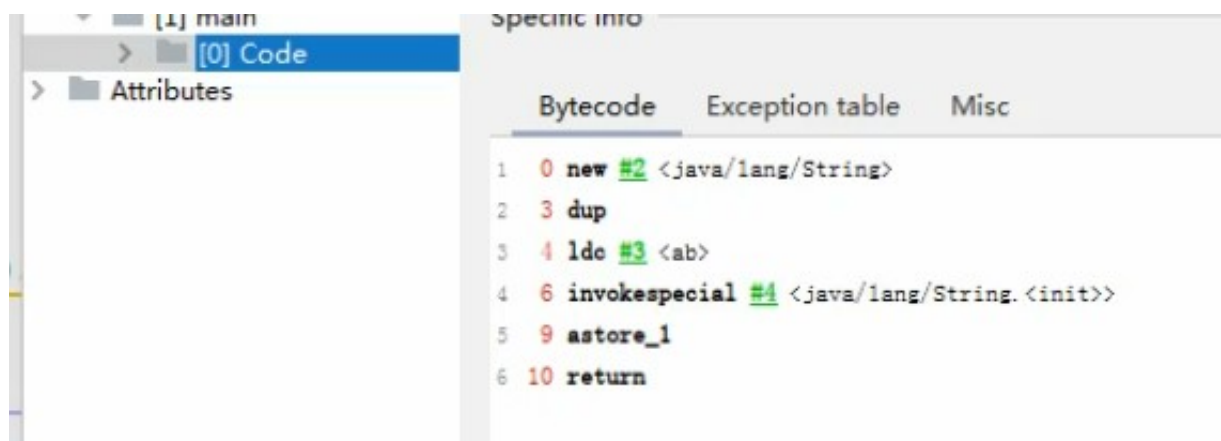 [1] main
[0] Code
Attributes
Specific info
Bytecode Exception table Misc
1 0 new #2 <java/lang/String>
2 3 dup
3 4 ldc #3 <ab>
4 6 invokespecial #4 <java/lang/String.<init>>
5 9 astore_1
6 10 return